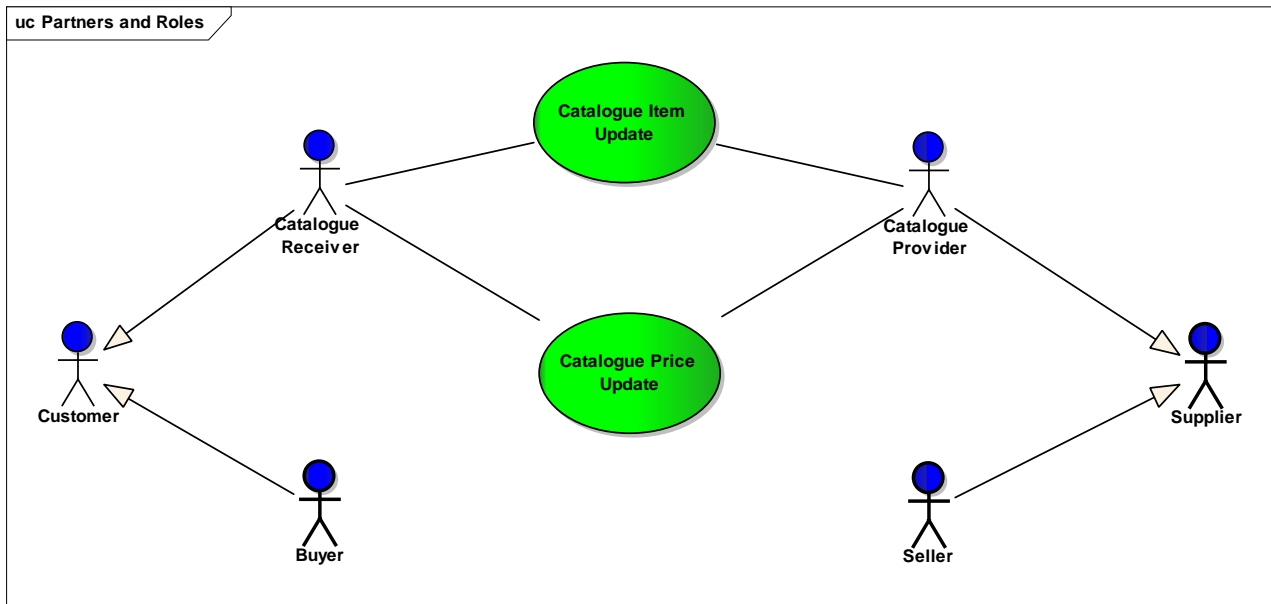 uc Partners and Roles
Catalogue Item
Update
Catalogue
Receiver
Catalogue
Provider
Catalogue Price
Update
Customer
Supplier
Buyer
Seller